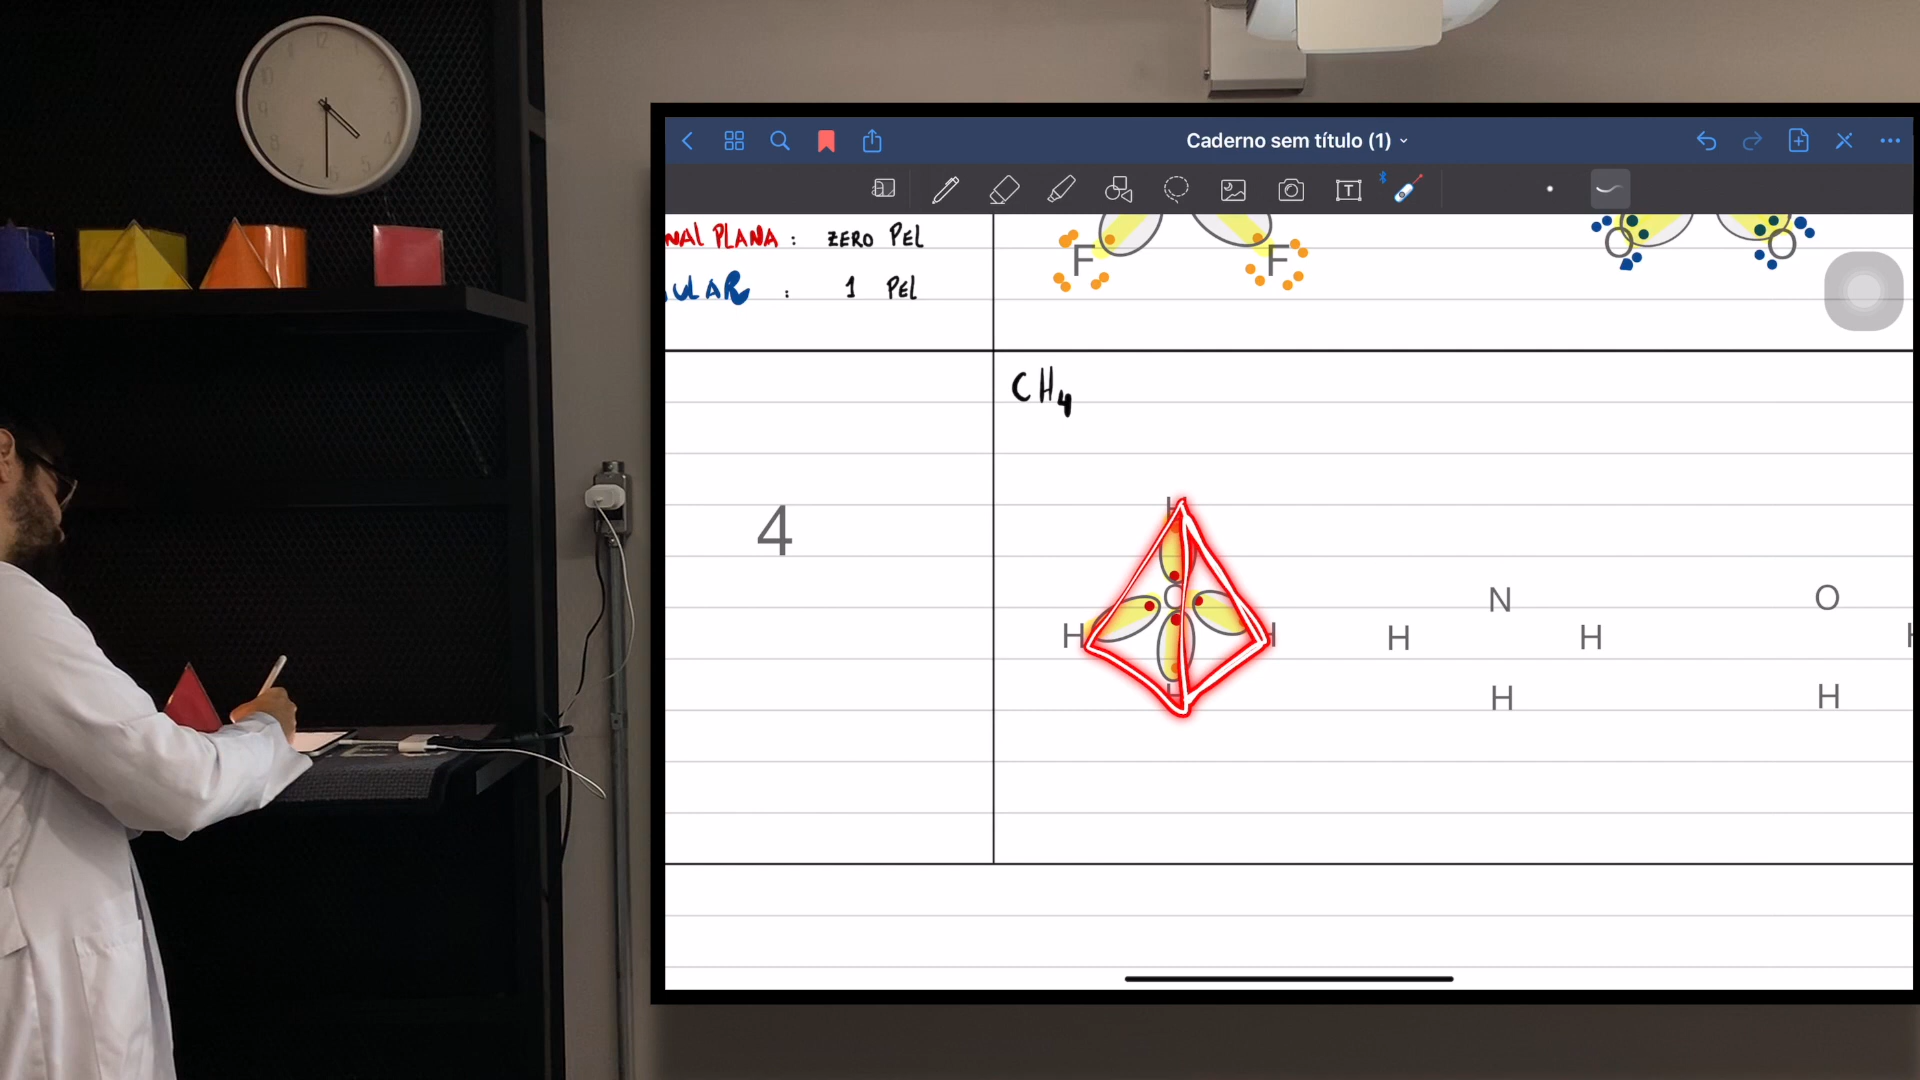 Caderno sem título (1)
NAL PLANA : ZERO PEL
ULAR : 1 PEL
F F
O O
CH4
4
H
C
H H
H
N
H H
H
O
H